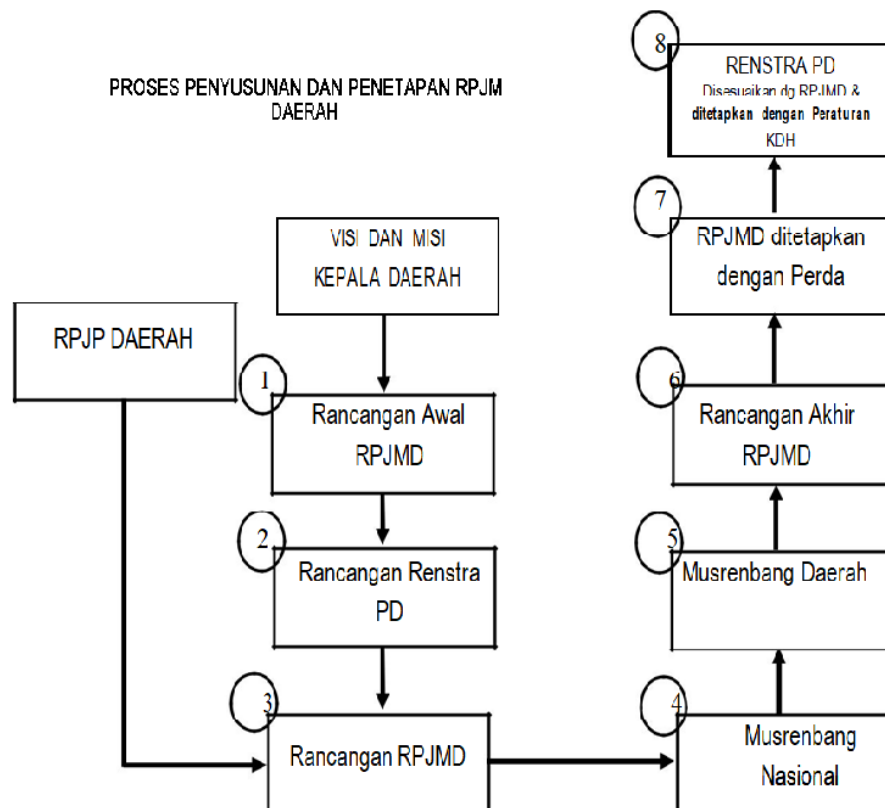 PROSES PENYUSUNAN DAN PENETAPAN RPJM
DAERAH
VISI DAN MISI
KEPALA DAERAH
RPJP DAERAH
1
Rancangan Awal
RPJMD
2
Rancangan Renstra
PD
3
Rancangan RPJMD
4
Musrenbang
Nasional
5
Musrenbang Daerah
6
Rancangan Akhir
RPJMD
7
RPJMD ditetapkan
dengan Perda
8
RENSTRA PD
Disesuaikan dg RPJMD &
ditetapkan dengan Peraturan
KDH